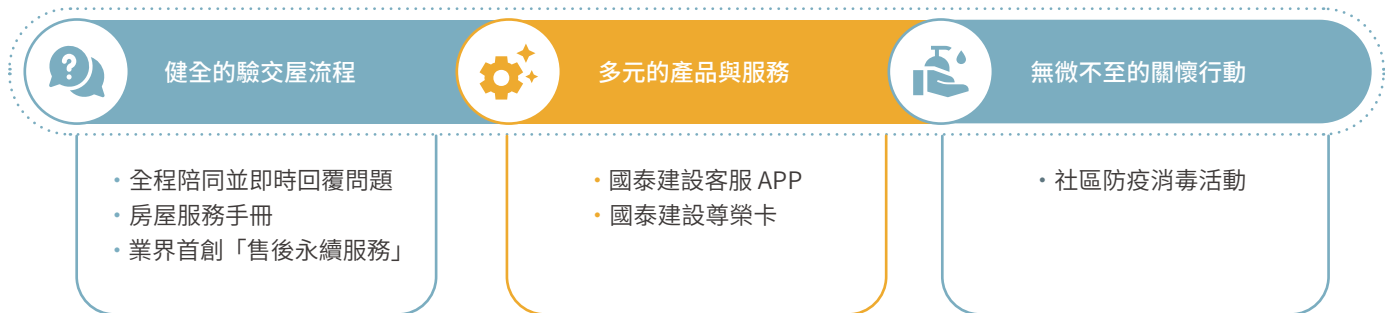 健全的驗交屋流程
・全程陪同並即時回覆問題
・房屋服務手冊
・業界首創「售後永續服務」
多元的產品與服務
・國泰建設客服 APP
・國泰建設尊榮卡
無微不至的關懷行動
・社區防疫消毒活動